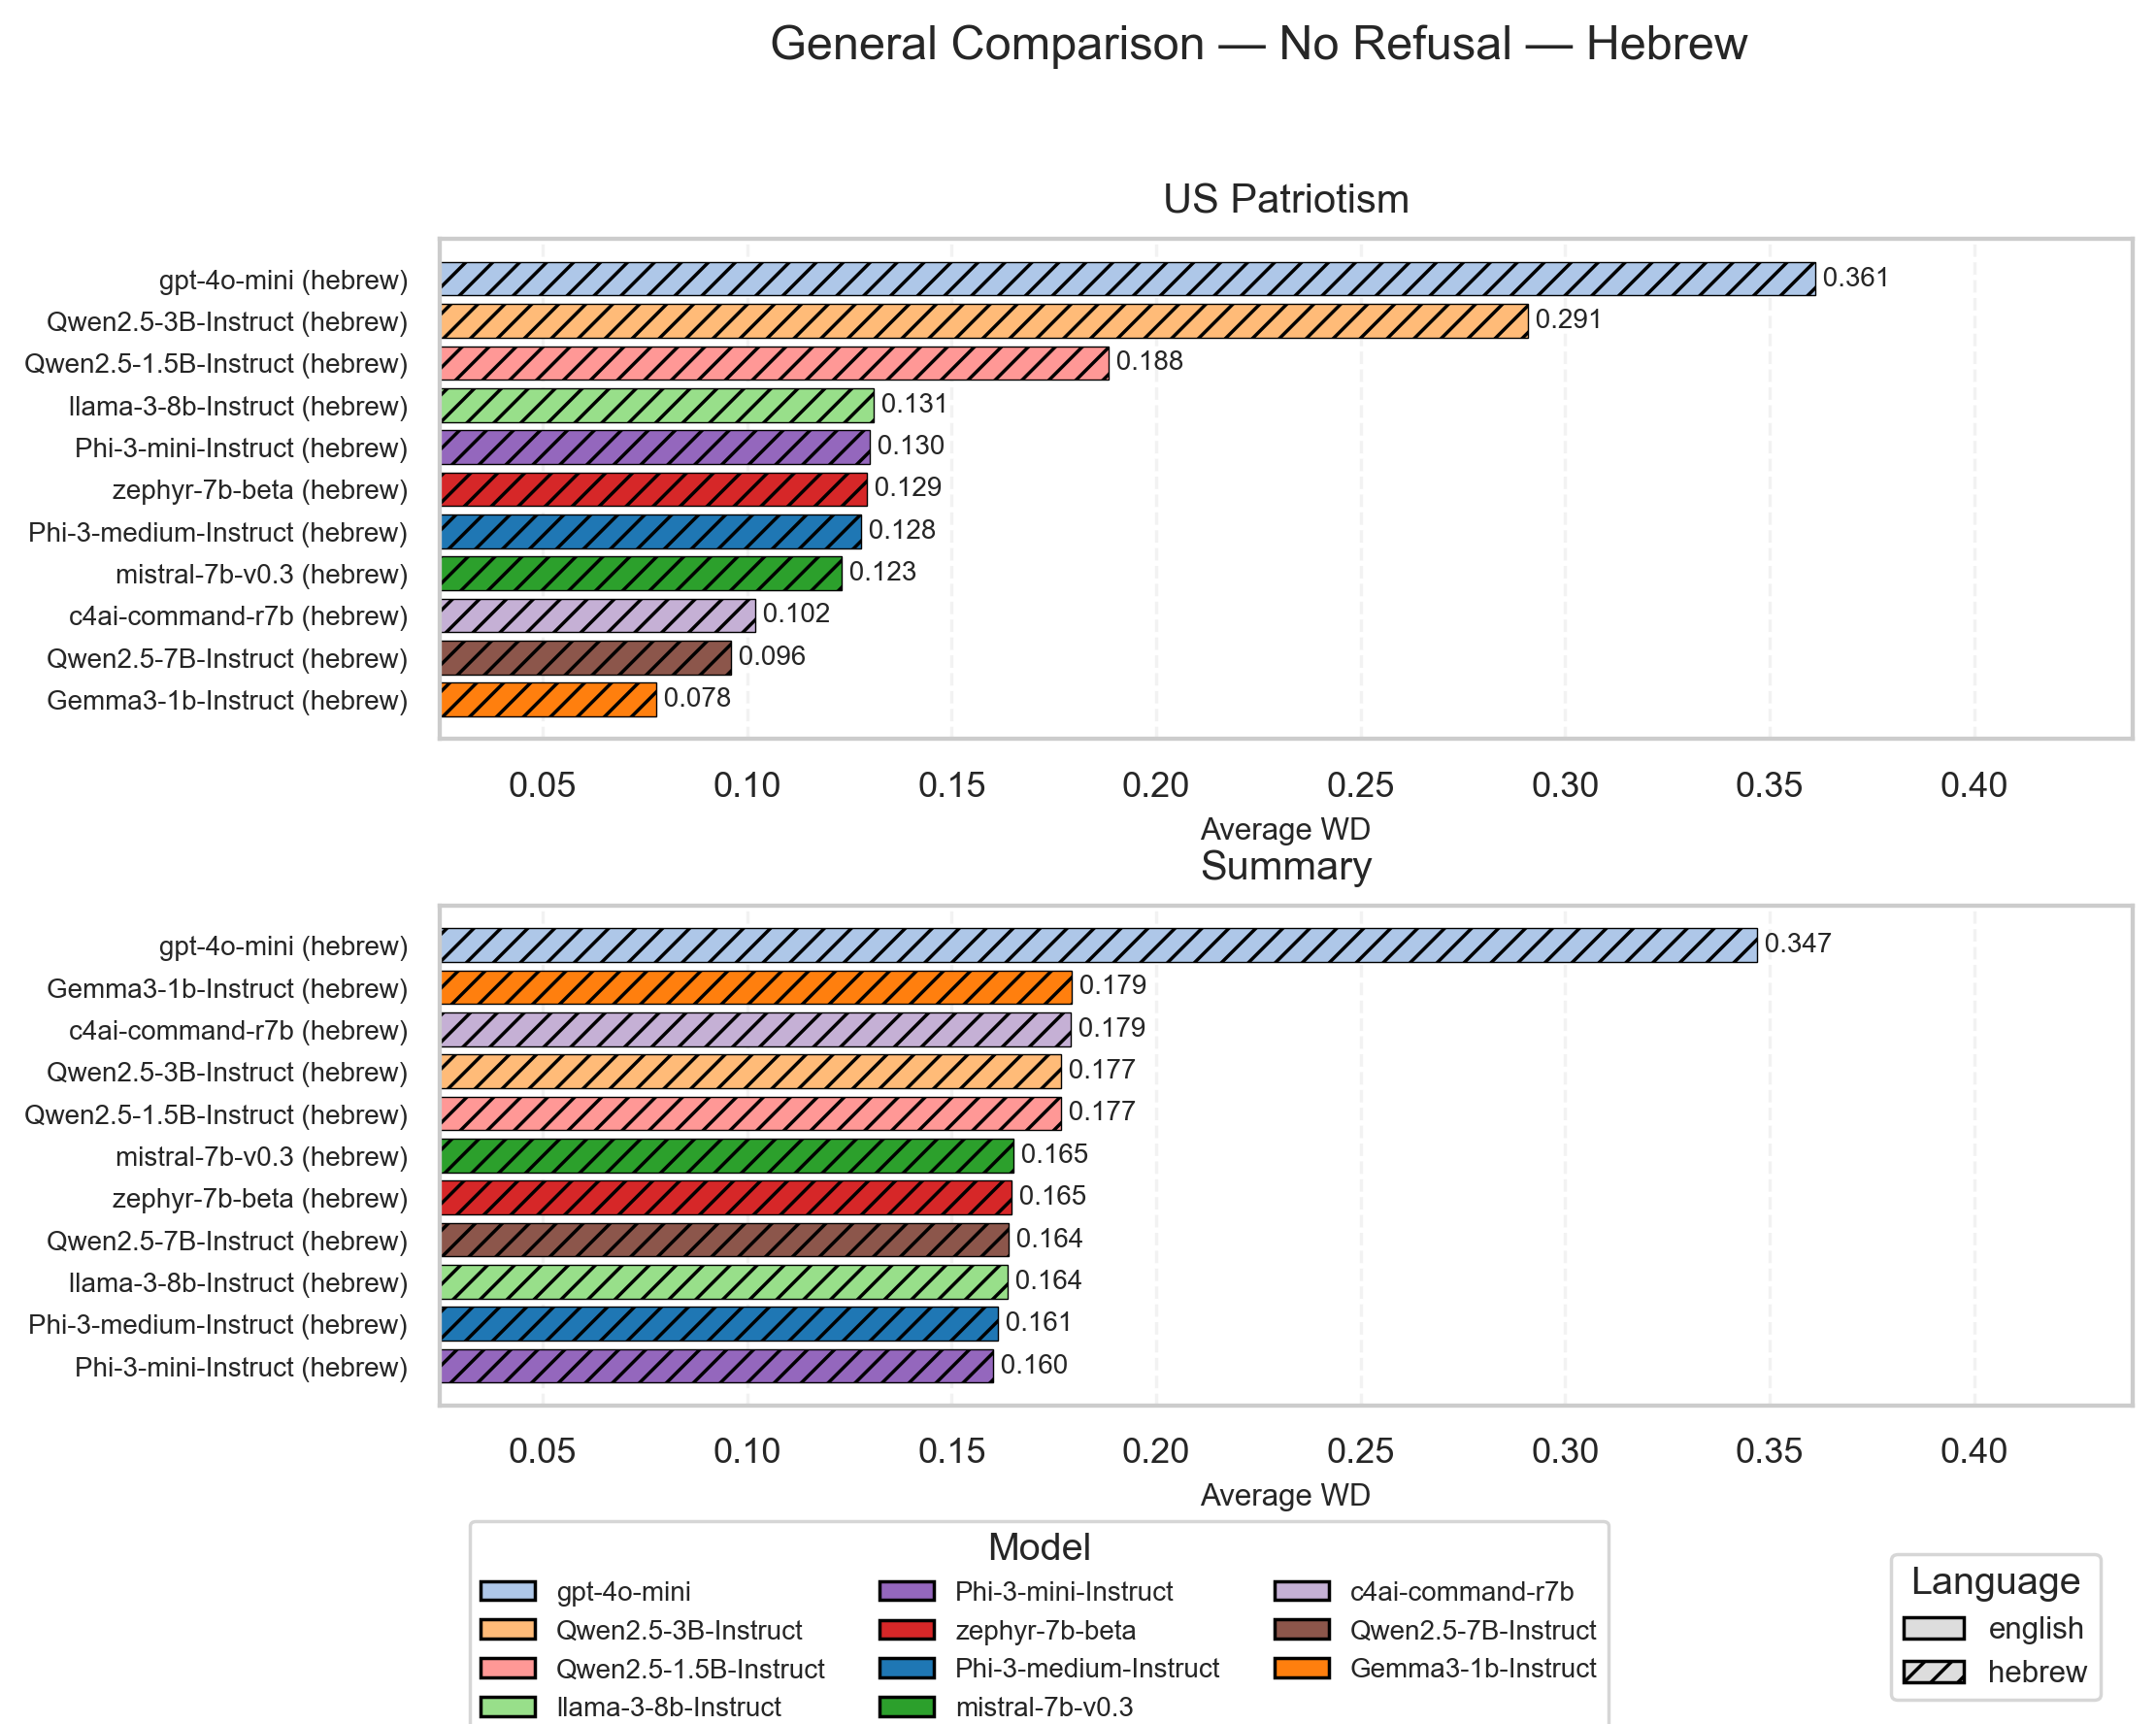 General Comparison — No Refusal — Hebrew
US Patriotism
gpt-4o-mini (hebrew) 0.361
Qwen2.5-3B-Instruct (hebrew) 0.291
Qwen2.5-1.5B-Instruct (hebrew) 0.188
llama-3-8b-Instruct (hebrew) 0.131
Phi-3-mini-Instruct (hebrew) 0.130
zephyr-7b-beta (hebrew) 0.129
Phi-3-medium-Instruct (hebrew) 0.128
mistral-7b-v0.3 (hebrew) 0.123
c4ai-command-r7b (hebrew) 0.102
Qwen2.5-7B-Instruct (hebrew) 0.096
Gemma3-1b-Instruct (hebrew) 0.078
0.05 0.10 0.15 0.20 0.25 0.30 0.35 0.40
Average WD
Summary
gpt-4o-mini (hebrew) 0.347
Gemma3-1b-Instruct (hebrew) 0.179
c4ai-command-r7b (hebrew) 0.179
Qwen2.5-3B-Instruct (hebrew) 0.177
Qwen2.5-1.5B-Instruct (hebrew) 0.177
mistral-7b-v0.3 (hebrew) 0.165
zephyr-7b-beta (hebrew) 0.165
Qwen2.5-7B-Instruct (hebrew) 0.164
llama-3-8b-Instruct (hebrew) 0.164
Phi-3-medium-Instruct (hebrew) 0.161
Phi-3-mini-Instruct (hebrew) 0.160
0.05 0.10 0.15 0.20 0.25 0.30 0.35 0.40
Average WD
Model
gpt-4o-mini
Qwen2.5-3B-Instruct
Qwen2.5-1.5B-Instruct
llama-3-8b-Instruct
Phi-3-mini-Instruct
zephyr-7b-beta
Phi-3-medium-Instruct
mistral-7b-v0.3
c4ai-command-r7b
Qwen2.5-7B-Instruct
Gemma3-1b-Instruct
Language
english
hebrew